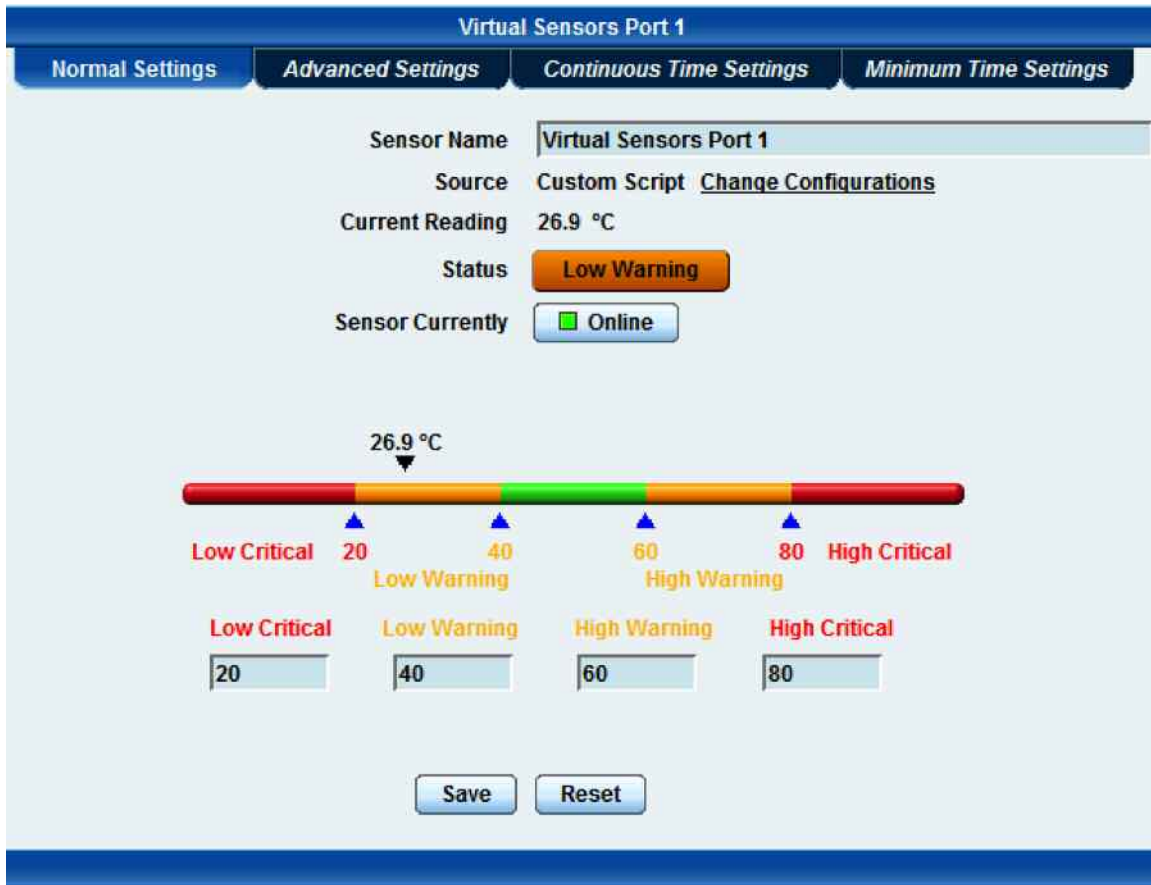 Virtual Sensors Port 1
Normal Settings Advanced Settings Continuous Time Settings Minimum Time Settings
Sensor Name Virtual Sensors Port 1
Source Custom Script Change Configurations
Current Reading 26.9 °C
Status Low Warning
Sensor Currently Online
26.9 °C
Low Critical 20 40 60 80 High Critical
Low Warning High Warning
Low Critical Low Warning High Warning High Critical
20 40 60 80
Save Reset